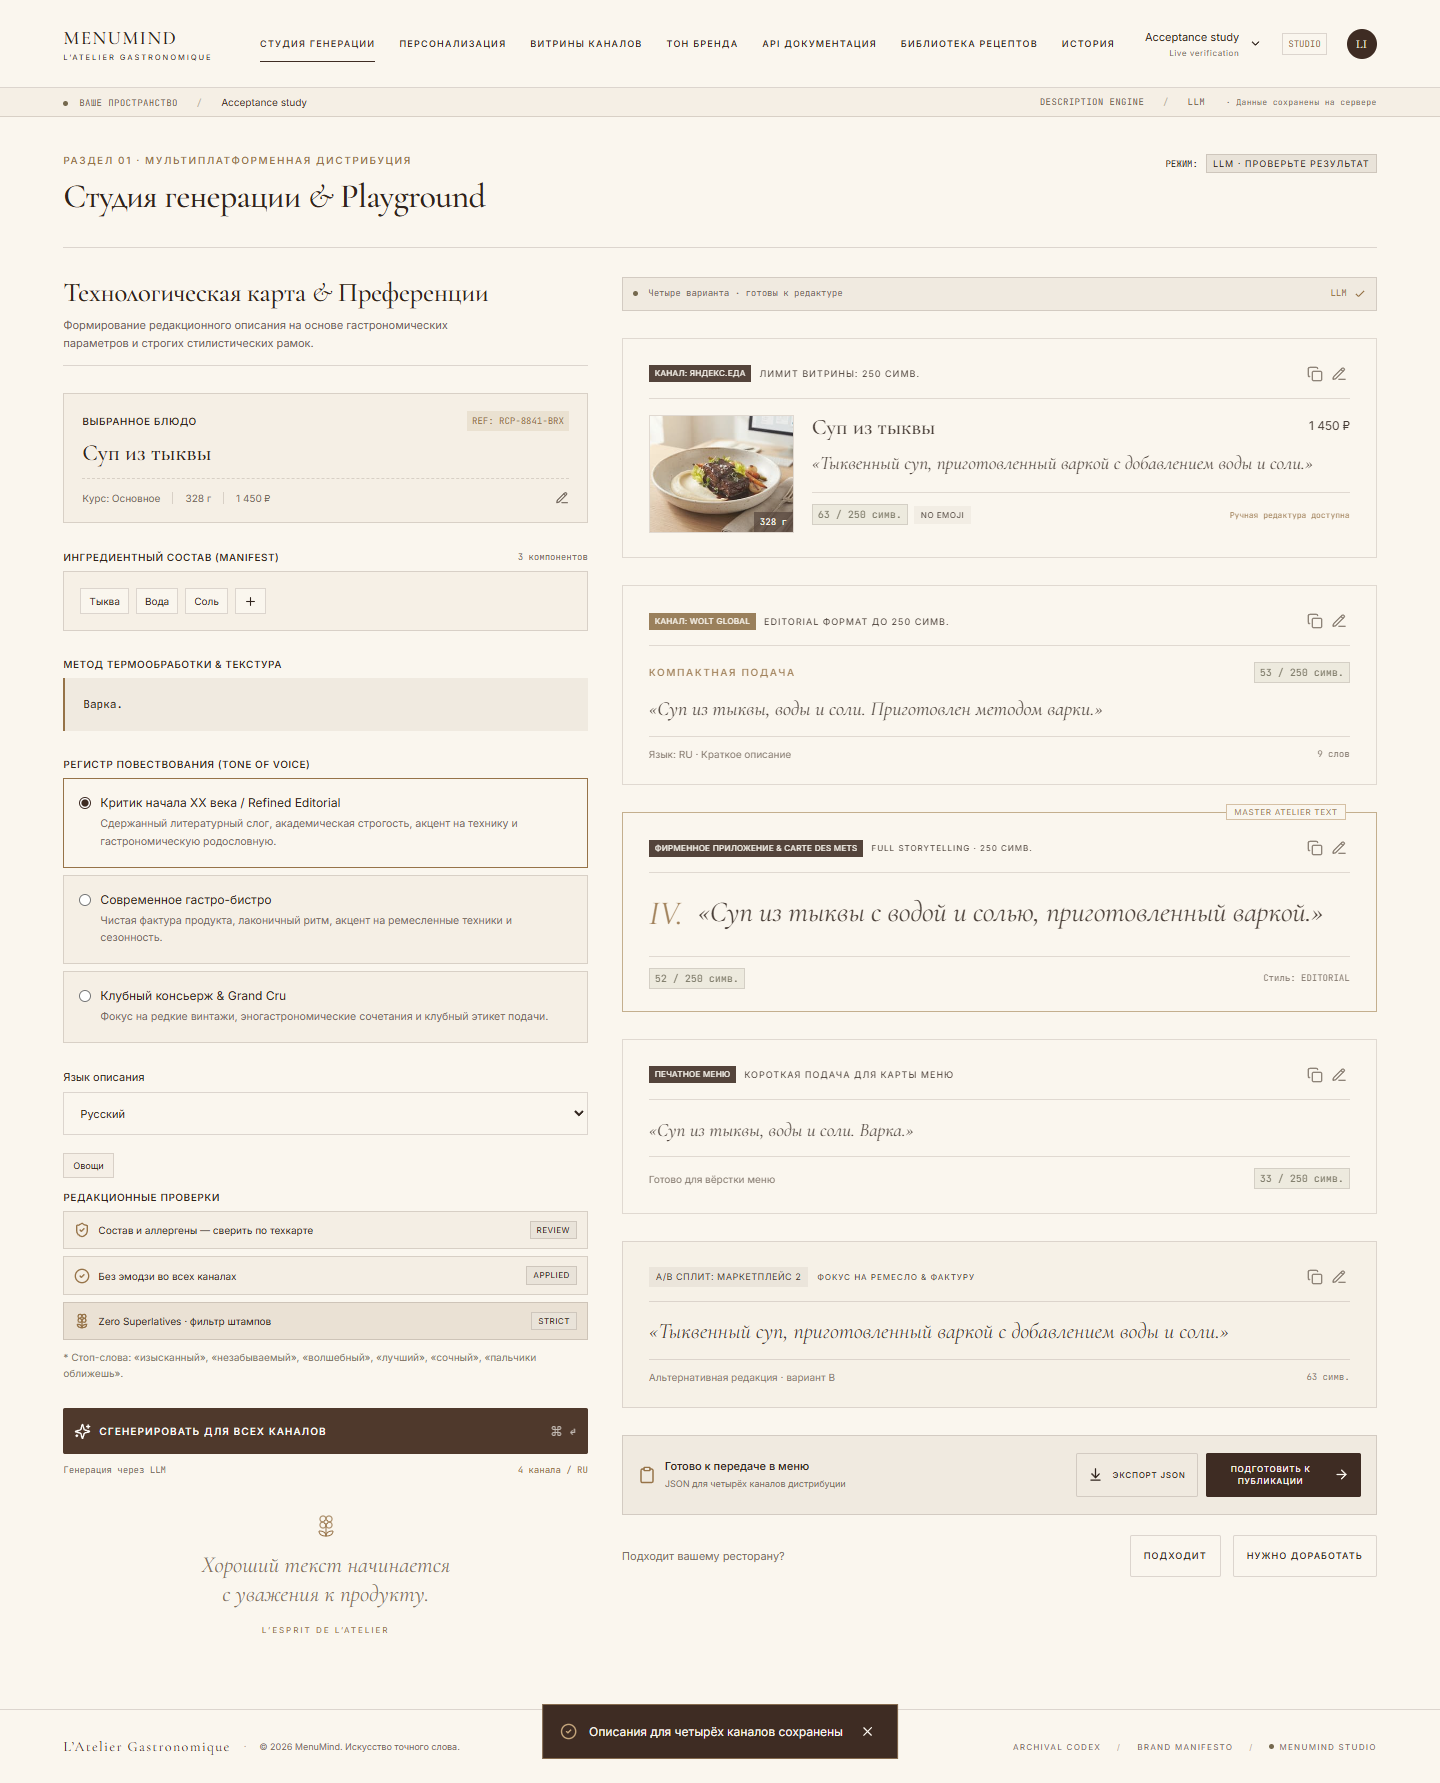 MENUMIND
L'ATELIER GASTRONOMIQUE
СТУДИЯ ГЕНЕРАЦИИ
ПЕРСОНАЛИЗАЦИЯ
ВИТРИНЫ КАНАЛОВ
ТОН БРЕНДА
API ДОКУМЕНТАЦИЯ
БИБЛИОТЕКА РЕЦЕПТОВ
ИСТОРИЯ
Acceptance study
Live verification
STUDIO
LI
ВАШЕ ПРОСТРАНСТВО / Acceptance study
DESCRIPTION ENGINE / LLM · Данные сохранены на сервере
РАЗДЕЛ 01 · МУЛЬТИПЛАТФОРМЕННАЯ ДИСТРИБУЦИЯ
Студия генерации & Playground
РЕЖИМ: LLM · ПРОВЕРЬТЕ РЕЗУЛЬТАТ
Технологическая карта & Преференции
Формирование редакционного описания на основе гастрономических
параметров и строгих стилистических рамок.
ВЫБРАННОЕ БЛЮДО
REF: RCP-8841-BRX
Суп из тыквы
Курс: Основное
328 г
1 450 ₽
ИНГРЕДИЕНТНЫЙ СОСТАВ (MANIFEST)
3 компонентов
Тыква
Вода
Соль
+
МЕТОД ТЕРМООБРАБОТКИ & ТЕКСТУРА
Варка.
РЕГИСТР ПОВЕСТВОВАНИЯ (TONE OF VOICE)
Критик начала XX века / Refined Editorial
Сдержанный литературный слог, академическая строгость, акцент на технику и
гастрономическую родословную.
Современное гастро-бистро
Чистая фактура продукта, лаконичный ритм, акцент на ремесленные техники и
сезонность.
Клубный консьерж & Grand Cru
Фокус на редкие винтажи, эногастрономические сочетания и клубный этикет подачи.
Язык описания
Русский
Овощи
РЕДАКЦИОННЫЕ ПРОВЕРКИ
Состав и аллергены — сверить по техкарте
REVIEW
Без эмодзи во всех каналах
APPLIED
Zero Superlatives · фильтр штампов
STRICT
* Стоп-слова: «изысканный», «незабываемый», «волшебный», «лучший», «сочный», «пальчики
оближешь».
СГЕНЕРИРОВАТЬ ДЛЯ ВСЕХ КАНАЛОВ
⌘ ↲
Генерация через LLM
4 канала / RU
Хороший текст начинается
с уважения к продукту.
L'ESPRIT DE L'ATELIER
Четыре варианта · готовы к редактуре
LLM
КАНАЛ: ЯНДЕКС.ЕДА
ЛИМИТ ВИТРИНЫ: 250 СИМВ.
328 г
Суп из тыквы
1 450 ₽
«Тыквенный суп, приготовленный варкой с добавлением воды и соли.»
63 / 250 симв.
NO EMOJI
Ручная редактура доступна
КАНАЛ: WOLT GLOBAL
EDITORIAL ФОРМАТ ДО 250 СИМВ.
КОМПАКТНАЯ ПОДАЧА
53 / 250 симв.
«Суп из тыквы, воды и соли. Приготовлен методом варки.»
Язык: RU · Краткое описание
9 слов
MASTER ATELIER TEXT
ФИРМЕННОЕ ПРИЛОЖЕНИЕ & CARTE DES METS
FULL STORYTELLING · 250 СИМВ.
IV. «Суп из тыквы с водой и солью, приготовленный варкой.»
52 / 250 симв.
Стиль: EDITORIAL
ПЕЧАТНОЕ МЕНЮ
КОРОТКАЯ ПОДАЧА ДЛЯ КАРТЫ МЕНЮ
«Суп из тыквы, воды и соли. Варка.»
Готово для вёрстки меню
33 / 250 симв.
A/B СПЛИТ: МАРКЕТПЛЕЙС 2
ФОКУС НА РЕМЕСЛО & ФАКТУРУ
«Тыквенный суп, приготовленный варкой с добавлением воды и соли.»
Альтернативная редакция · вариант B
63 симв.
Готово к передаче в меню
JSON для четырёх каналов дистрибуции
ЭКСПОРТ JSON
ПОДГОТОВИТЬ К
ПУБЛИКАЦИИ
Подходит вашему ресторану?
ПОДХОДИТ
НУЖНО ДОРАБОТАТЬ
Описания для четырёх каналов сохранены
L'Atelier Gastronomique · © 2026 MenuMind. Искусство точного слова.
ARCHIVAL CODEX / BRAND MANIFESTO / MENUMIND STUDIO